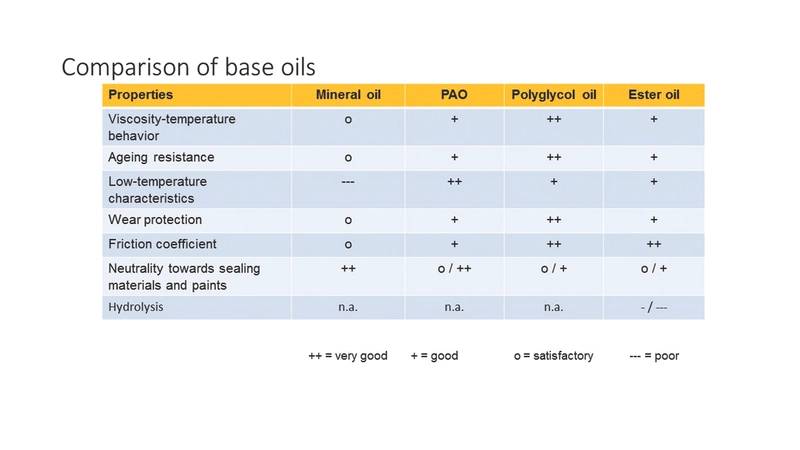 Comparison of base oils
Properties Mineral oil PAO Polyglycol oil Ester oil
Viscosity-temperature behavior o + ++ +
Ageing resistance o + ++ +
Low-temperature characteristics --- ++ + +
Wear protection o + ++ +
Friction coefficient o + ++ ++
Neutrality towards sealing materials and paints ++ o / ++ o / + o / +
Hydrolysis n.a. n.a. n.a. - / ---
++ = very good + = good o = satisfactory --- = poor